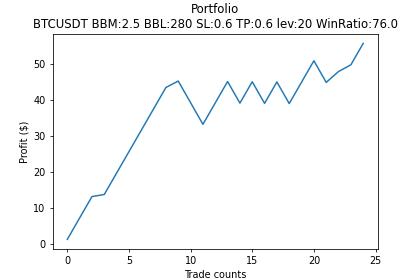 Portfolio
BTCUSDT BBM:2.5 BBL:280 SL:0.6 TP:0.6 lev:20 WinRatio:76.0
50
40
30
20
10
0
Profit ($)
0 5 10 15 20 25
Trade counts